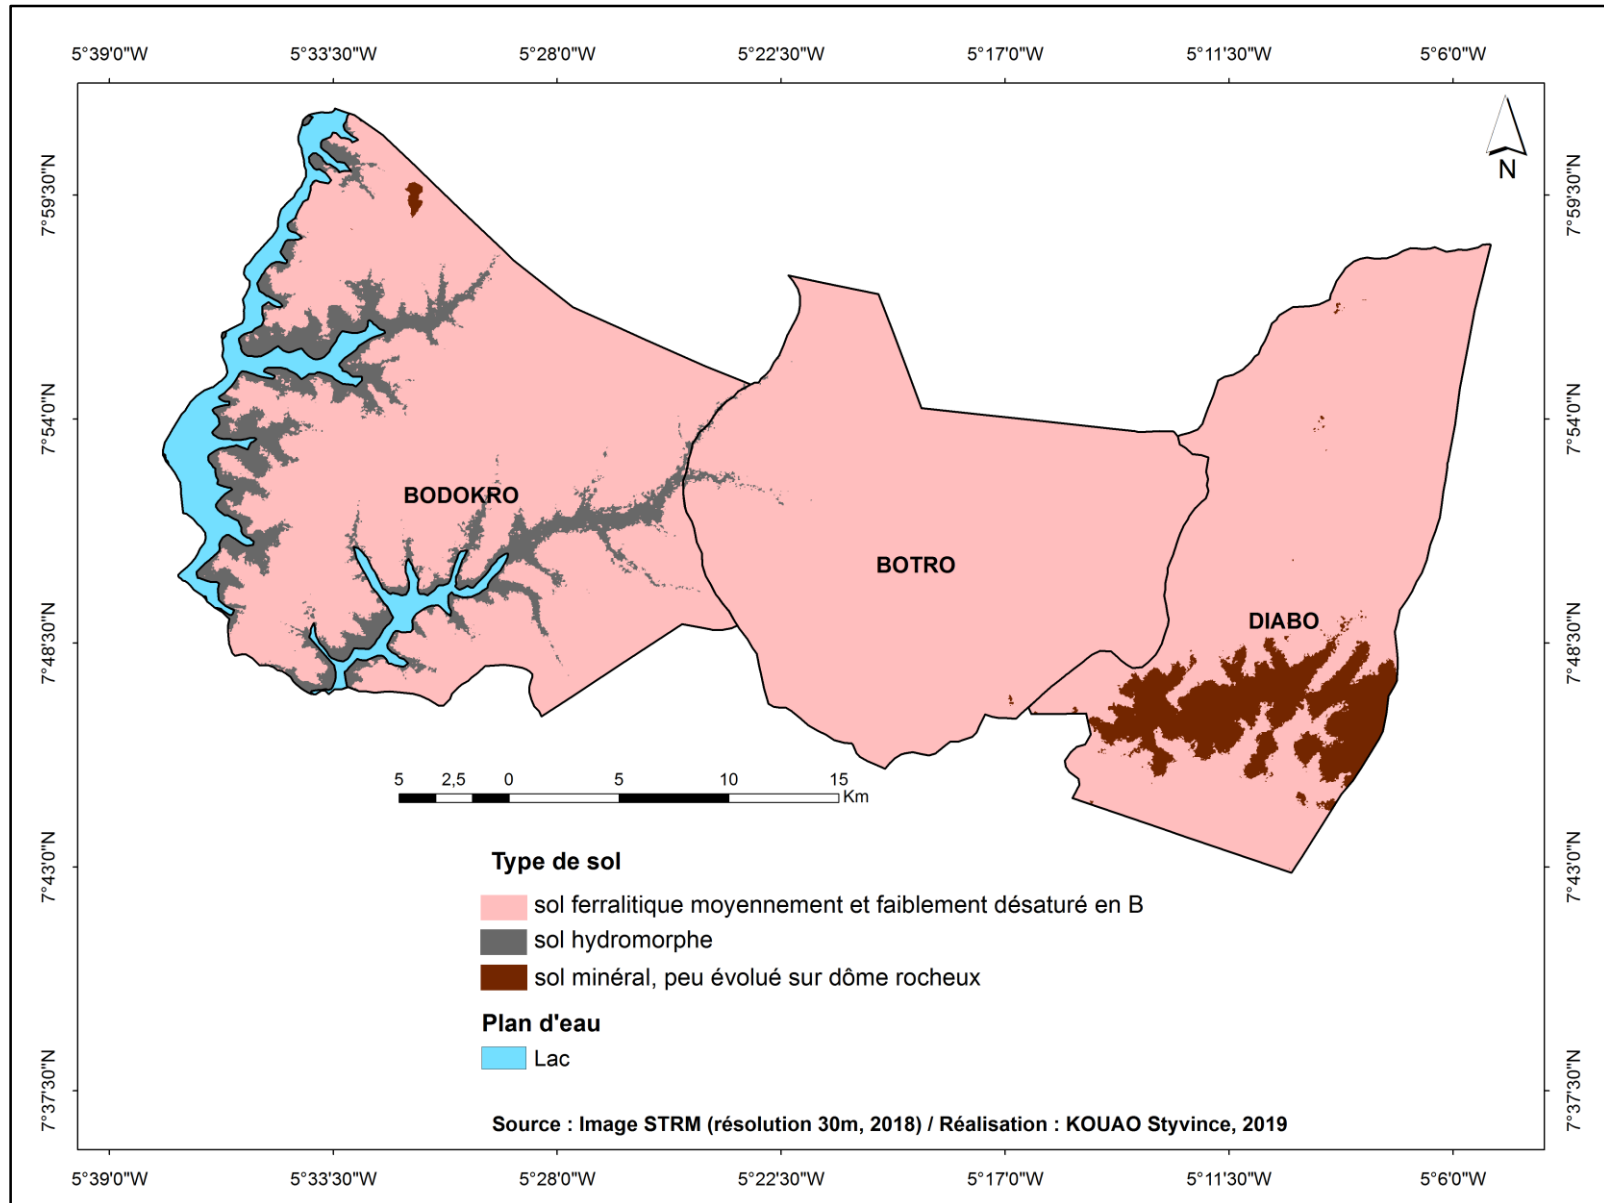 5°39'0"W 5°33'30"W 5°28'0"W 5°22'30"W 5°17'0"W 5°11'30"W 5°6'0"W
N
7°59'30"N 7°59'30"N
7°54'0"N 7°54'0"N
BODOKRO
BOTRO
DIABO
7°48'30"N 7°48'30"N
5 2,5 0 5 10 15
Km
7°43'0"N 7°43'0"N
Type de sol
sol ferralitique moyennement et faiblement désaturé en B
sol hydromorphe
sol minéral, peu évolué sur dôme rocheux
Plan d'eau
Lac
7°37'30"N 7°37'30"N
Source : Image STRM (résolution 30m, 2018) / Réalisation : KOUAO Styvince, 2019
5°39'0"W 5°33'30"W 5°28'0"W 5°22'30"W 5°17'0"W 5°11'30"W 5°6'0"W